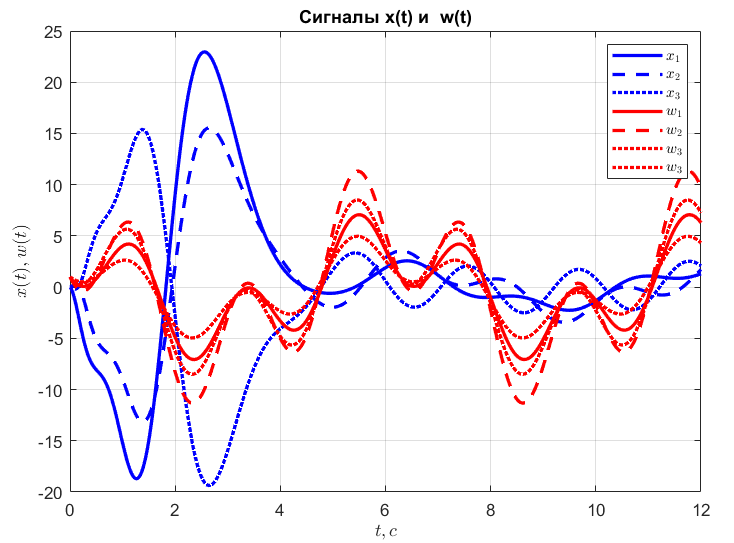 Сигналы x(t) и w(t)
25
20
15
10
5
0
-5
-10
-15
-20
x(t), w(t)
0 2 4 6 8 10 12
t, c
x₁
x₂
x₃
w₁
w₂
w₃
w₃